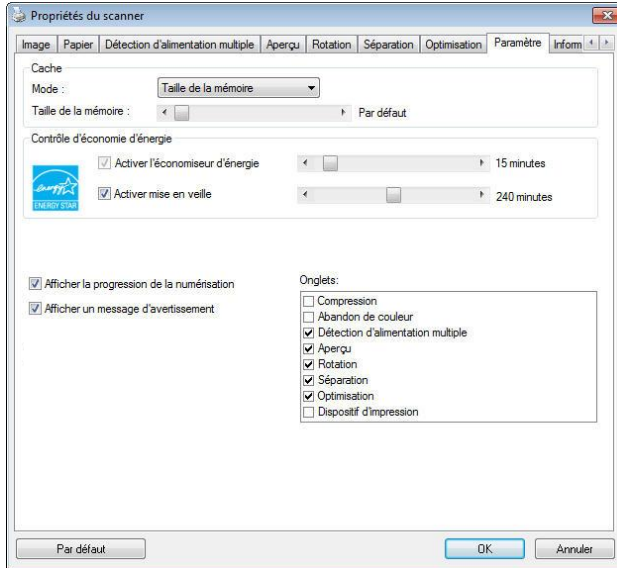 Propriétés du scanner
Image Papier Détection d'alimentation multiple Aperçu Rotation Séparation Optimisation Paramètre Inform
Cache
Mode : Taille de la mémoire
Taille de la mémoire : Par défaut
Contrôle d'économie d'énergie
Activer l'économiseur d'énergie 15 minutes
energy
ENERGY STAR
Activer mise en veille 240 minutes
Afficher la progression de la numérisation
Afficher un message d'avertissement
Onglets:
Compression
Abandon de couleur
Détection d'alimentation multiple
Aperçu
Rotation
Séparation
Optimisation
Dispositif d'impression
Par défaut OK Annuler